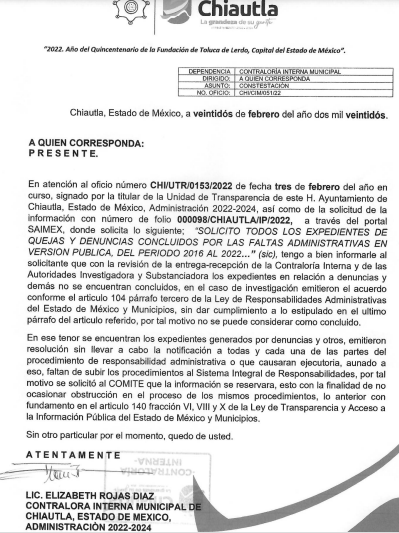 Chiautla
La grandeza de su gente
"2022. Año del Quincentenario de la Fundación de Toluca de Lerdo, Capital del Estado de México".
DEPENDENCIA CONTRALORÍA INTERNA MUNICIPAL
DIRIGIDO: A QUIEN CORRESPONDA
ASUNTO: CONSTESTACIÓN
NO. OFICIO: CHI/CIM/051/22
Chiautla, Estado de México, a veintidós de febrero del año dos mil veintidós.
A QUIEN CORRESPONDA:
P R E S E N T E.
En atención al oficio número CHI/UTR/0153/2022 de fecha tres de febrero del año en
curso, signado por la titular de la Unidad de Transparencia de este H. Ayuntamiento de
Chiautla, Estado de México, Administración 2022-2024, así como de la solicitud de la
información con número de folio 000098/CHIAUTLA/IP/2022, a través del portal
SAIMEX, donde solicita lo siguiente; "SOLICITO TODOS LOS EXPEDIENTES DE
QUEJAS Y DENUNCIAS CONCLUIDOS POR LAS FALTAS ADMINISTRATIVAS EN
VERSION PUBLICA, DEL PERIODO 2016 AL 2022..." (sic), tengo a bien informarle al
solicitante que con la revisión de la entrega-recepción de la Contraloría Interna y de las
Autoridades Investigadora y Substanciadora los expedientes en relación a denuncias y
demás no se encuentran concluidos, en el caso de investigación emitieron el acuerdo
conforme el artículo 104 párrafo tercero de la Ley de Responsabilidades Administrativas
del Estado de México y Municipios, sin dar cumplimiento a lo estipulado en el ultimo
párrafo del artículo referido, por tal motivo no se puede considerar como concluido.
En ese tenor se encuentran los expedientes generados por denuncias y otros, emitieron
resolución sin llevar a cabo la notificación a todas y cada una de las partes del
procedimiento de responsabilidad administrativa o que causaran ejecutoria, aunado a
eso, faltan de subir los procedimientos al Sistema Integral de Responsabilidades, por tal
motivo se solicitó al COMITE que la información se reservara, esto con la finalidad de no
ocasionar obstrucción en el proceso de los mismos procedimientos, lo anterior con
fundamento en el artículo 140 fracción VI, VIII y X de la Ley de Transparencia y Acceso a
la Información Pública del Estado de México y Municipios.
Sin otro particular por el momento, quedo de usted.
A T E N T A M E N T E
CONTRALORÍA
INTERNA
LIC. ELIZABETH ROJAS DIAZ
CONTRALORA INTERNA MUNICIPAL DE
CHIAUTLA, ESTADO DE MEXICO,
ADMINISTRACIÓN 2022-2024